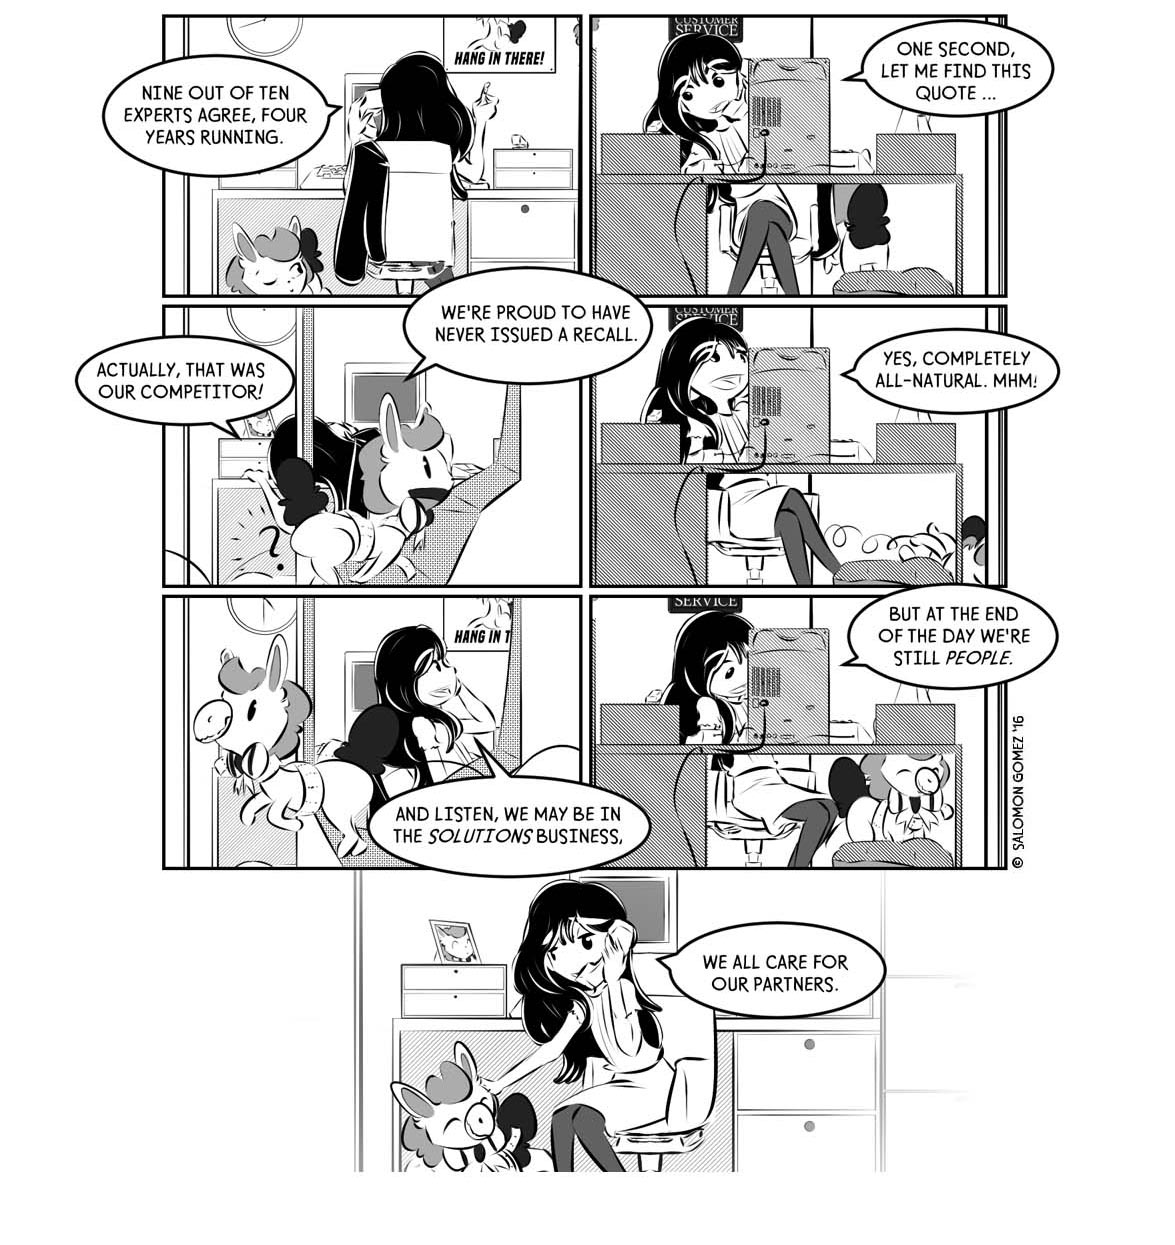 HANG IN THERE!
NINE OUT OF TEN
EXPERTS AGREE, FOUR
YEARS RUNNING.
CUSTOMER
SERVICE
ONE SECOND,
LET ME FIND THIS
QUOTE ...
WE'RE PROUD TO HAVE
NEVER ISSUED A RECALL.
ACTUALLY, THAT WAS
OUR COMPETITOR!
?
CUSTOMER
SERVICE
YES, COMPLETELY
ALL-NATURAL. MHM!
HANG IN T
AND LISTEN, WE MAY BE IN
THE SOLUTIONS BUSINESS,
SERVICE
BUT AT THE END
OF THE DAY WE'RE
STILL PEOPLE.
© SALOMON GOMEZ '16
WE ALL CARE FOR
OUR PARTNERS.